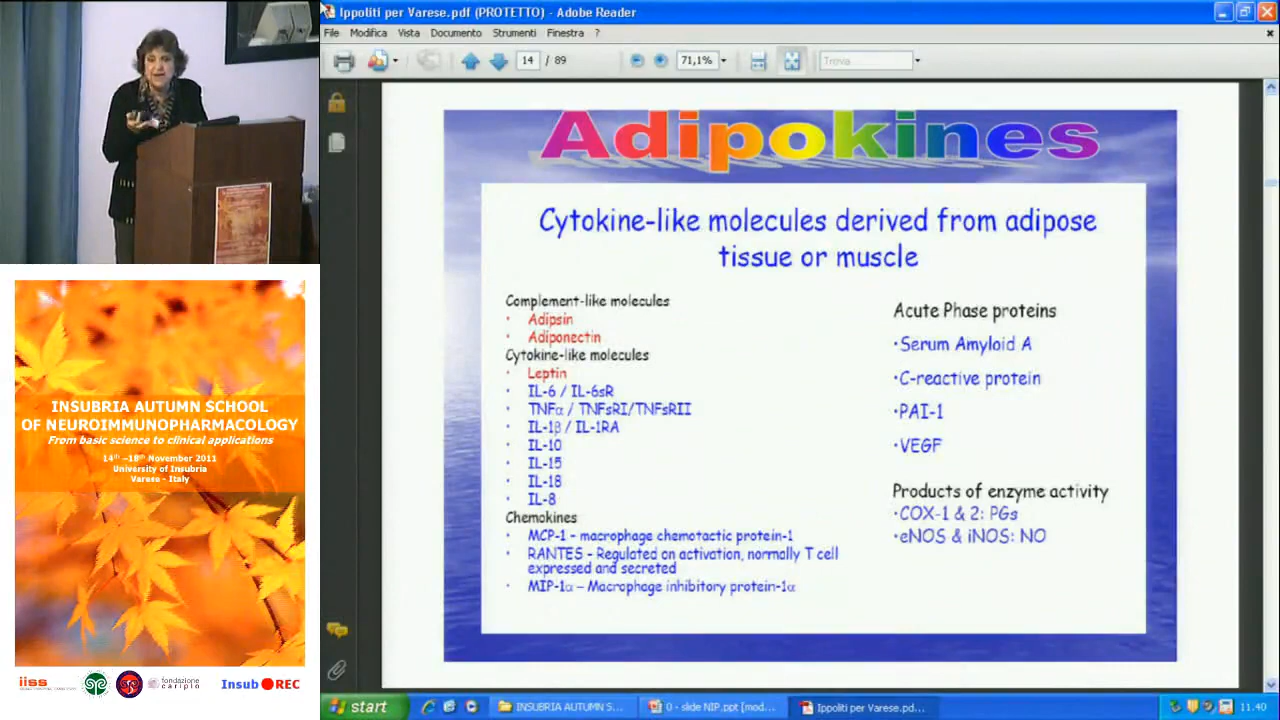 Ippoliti per Varese.pdf (PROTETTO) - Adobe Reader
File Modifica Vista Documento Strumenti Finestra ?
14 / 89 71,1% Trova
Adipokines
Cytokine-like molecules derived from adipose
tissue or muscle
Complement-like molecules
• Adipsin
• Adiponectin
Cytokine-like molecules
• Leptin
• IL-6 / IL-6sR
• TNFα / TNFsRI/TNFsRII
• IL-1β / IL-1RA
• IL-10
• IL-15
• IL-18
• IL-8
Chemokines
• MCP-1 – macrophage chemotactic protein-1
• RANTES - Regulated on activation, normally T cell
expressed and secreted
• MIP-1α – Macrophage inhibitory protein-1α
Acute Phase proteins
•Serum Amyloid A
•C-reactive protein
•PAI-1
•VEGF
Products of enzyme activity
•COX-1 & 2: PGs
•eNOS & iNOS: NO
INSUBRIA AUTUMN SCHOOL
OF NEUROIMMUNOPHARMACOLOGY
From basic science to clinical applications
14th –18th November 2011
University of Insubria
Varese - Italy
iiss
fondazione
cariplo
Insub REC
start
INSUBRIA AUTUMN S...
0 - slide NIP.ppt [mod...
Ippoliti per Varese.pd...
11.40